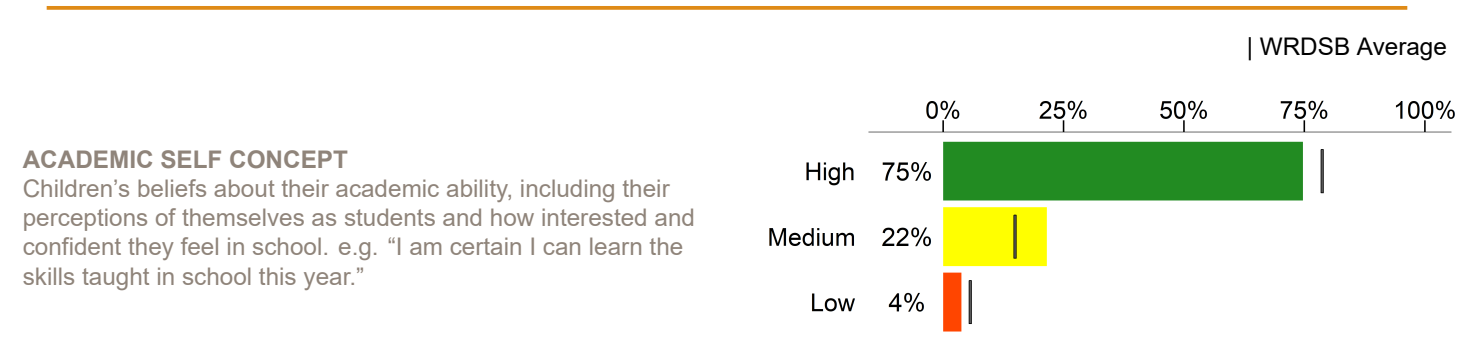 | WRDSB Average
0% 25% 50% 75% 100%
ACADEMIC SELF CONCEPT
Children’s beliefs about their academic ability, including their
perceptions of themselves as students and how interested and
confident they feel in school. e.g. “I am certain I can learn the
skills taught in school this year.”
High 75%
Medium 22%
Low 4%